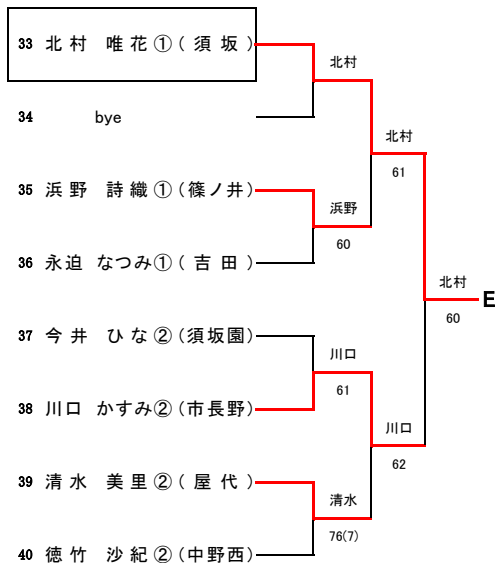 33 北村 唯花①(須坂)
北村
34 bye
北村
61
35 浜野 詩織①(篠ノ井)
浜野
60
36 永迫 なつみ①(吉田)
北村
60
E
37 今井 ひな②(須坂園)
川口
61
38 川口 かすみ②(市長野)
川口
62
39 清水 美里②(屋代)
清水
76(7)
40 徳竹 沙紀②(中野西)